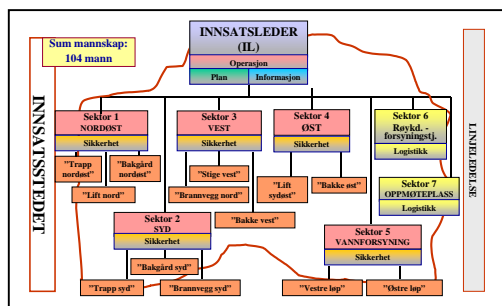 Sum mannskap:
104 mann
INNSATSLEDER
(IL)
Operasjon
Plan
Informasjon
INNSATSSTEDET
LINJELEDELSE
Sektor 1
NORDØST
Sikkerhet
"Trapp
nordøst"
"Bakgård
nordøst"
"Lift nord"
Sektor 3
VEST
Sikkerhet
"Stige vest"
"Brannvegg nord"
"Bakke vest"
Sektor 4
ØST
Sikkerhet
"Lift
sydøst"
"Bakke øst"
Sektor 6
Røykd. -
forsyningstj.
Logistikk
Sektor 7
OPPMØTEPLASS
Logistikk
Sektor 2
SYD
Sikkerhet
"Bakgård syd"
"Trapp syd"
"Brannvegg syd"
Sektor 5
VANNFORSYNING
Sikkerhet
"Vestre løp"
"Østre løp"